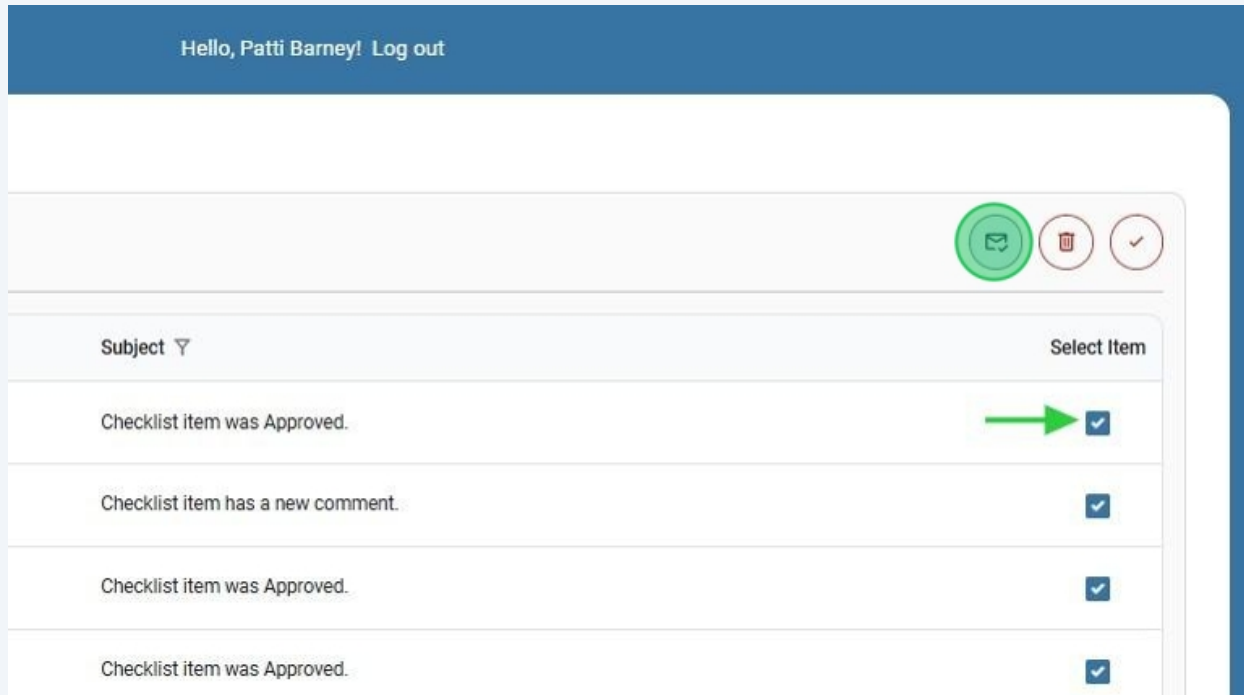 Hello, Patti Barney! Log out
Subject Select Item
Checklist item was Approved.
Checklist item has a new comment.
Checklist item was Approved.
Checklist item was Approved.